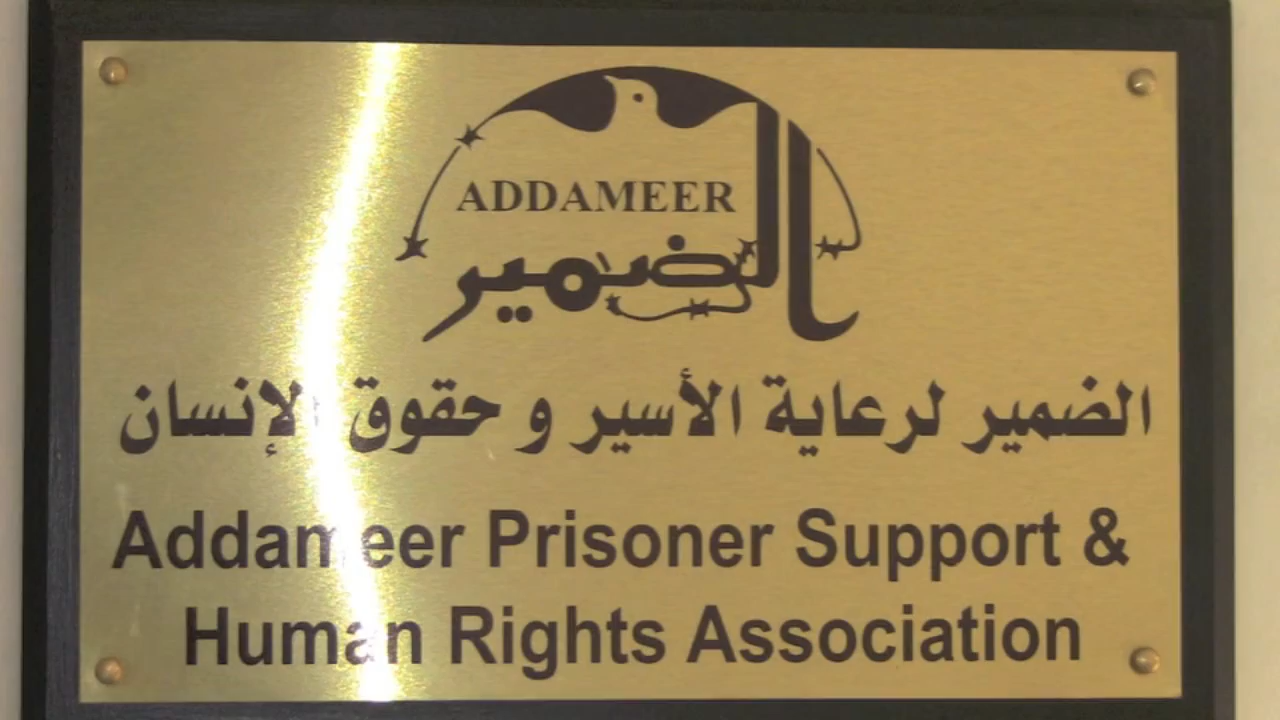 ADDAMEER
الضمير
الضمير لرعاية الأسير و حقوق الإنسان
Addameer Prisoner Support &
Human Rights Association